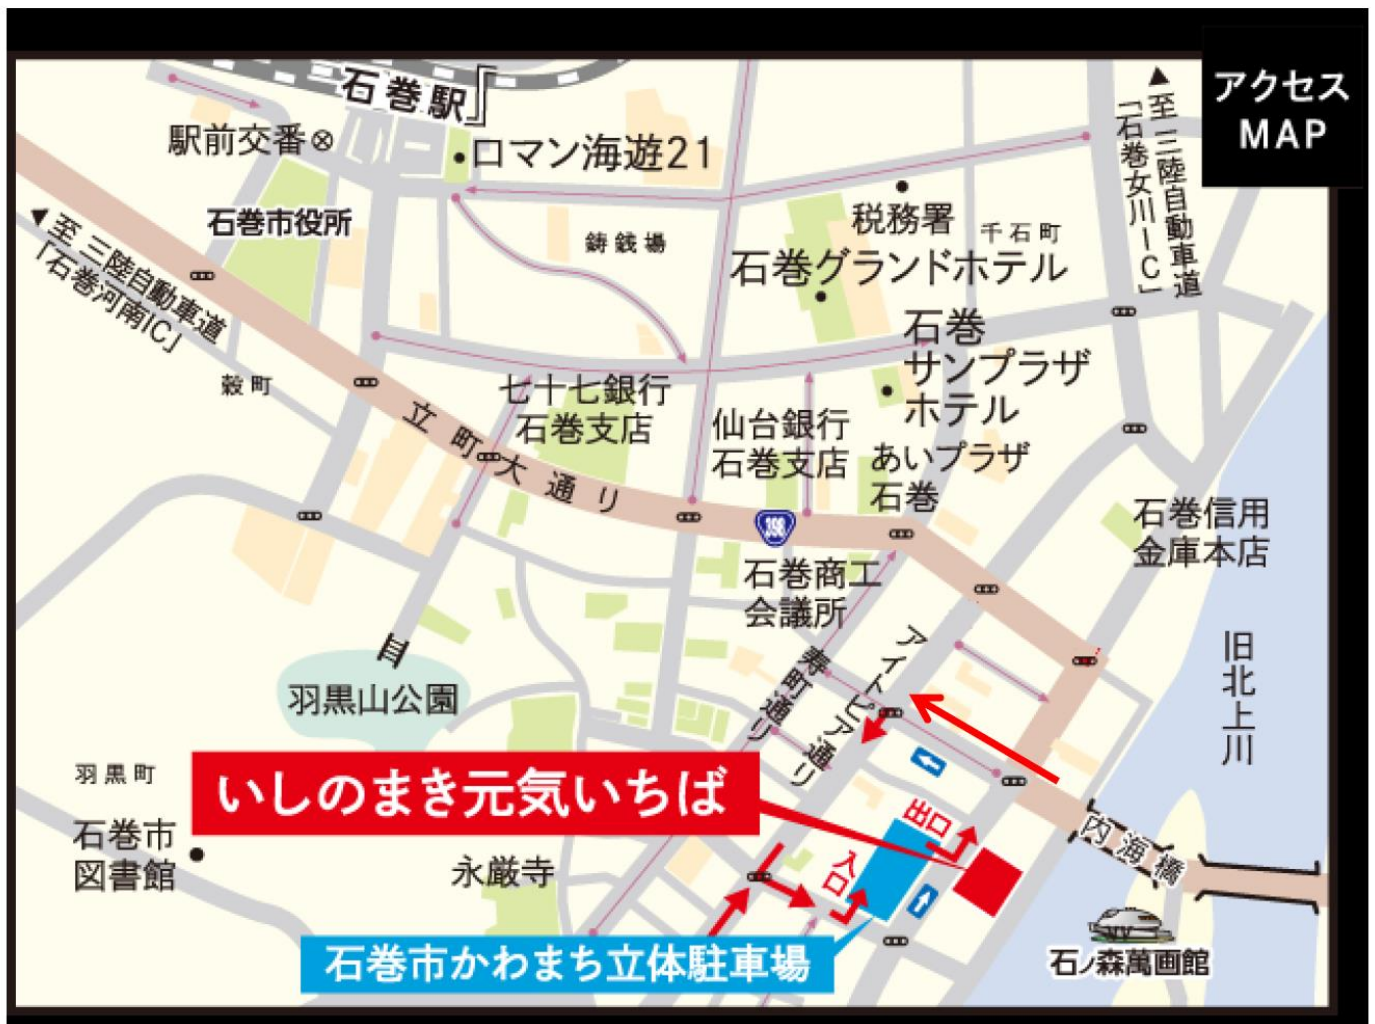 アクセス
MAP
石巻駅
駅前交番
ロマン海遊21
石巻市役所
▲至 三陸自動車道
「石巻女川IC」
税務署
千石町
鋳銭場
石巻グランドホテル
▲至 三陸自動車道
「石巻河南IC」
石巻
サンプラザ
ホテル
穀町
七十七銀行
石巻支店
仙台銀行
石巻支店
あいプラザ
石巻
立町大通り
398
石巻信用
金庫本店
石巻商工
会議所
旧北上川
アイトピア通り
寿町通り
羽黒山公園
羽黒町
いしのまき元気いちば
出口
入口
内海橋
石巻市
図書館
永厳寺
石ノ森萬画館
石巻市かわまち立体駐車場